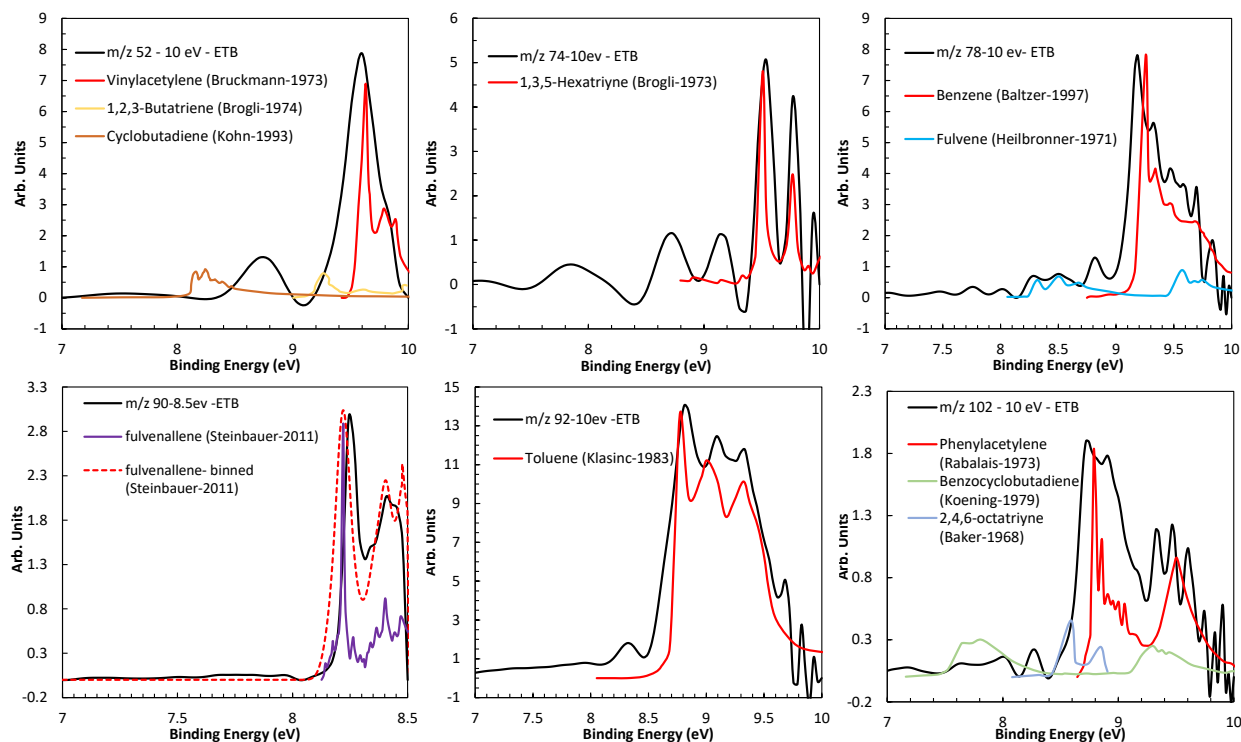 9
8
7
6
5
4
3
2
1
0
-1
Arb. Units
m/z 52 - 10 eV - ETB
Vinylacetylene (Bruckmann-1973)
1,2,3-Butatriene (Brogli-1974)
Cyclobutadiene (Kohn-1993)
7
8
9
10
Binding Energy (eV)
6
5
4
3
2
1
0
-1
Arb. Units
m/z 74-10ev - ETB
1,3,5-Hexatriyne (Brogli-1973)
7
8
9
10
Binding Energy (eV)
9
8
7
6
5
4
3
2
1
0
-1
Arb. Units
m/z 78-10 ev- ETB
Benzene (Baltzer-1997)
Fulvene (Heilbronner-1971)
7
7.5
8
8.5
9
9.5
10
Binding Energy (eV)
3.3
3.0
2.4
1.8
1.2
0.9
0.3
-0.2
Arb. Units
m/z 90-8.5ev -ETB
fulvenallene (Steinbauer-2011)
fulvenallene- binned
(Steinbauer-2011)
7
7.5
8
8.5
Binding Energy (eV)
15
13
11
9
7
5
3
1
-1
Arb. Units
m/z 92-10ev -ETB
Toluene (Klasinc-1983)
7
7.5
8
8.5
9
9.5
10
Binding Energy (eV)
2.3
1.8
1.3
0.8
0.3
-0.2
Arb. Units
m/z 102 - 10 eV - ETB
Phenylacetylene
(Rabalais-1973)
Benzocyclobutadiene
(Koening-1979)
2,4,6-octatriyne
(Baker-1968)
7
8
9
10
Binding Energy (eV)